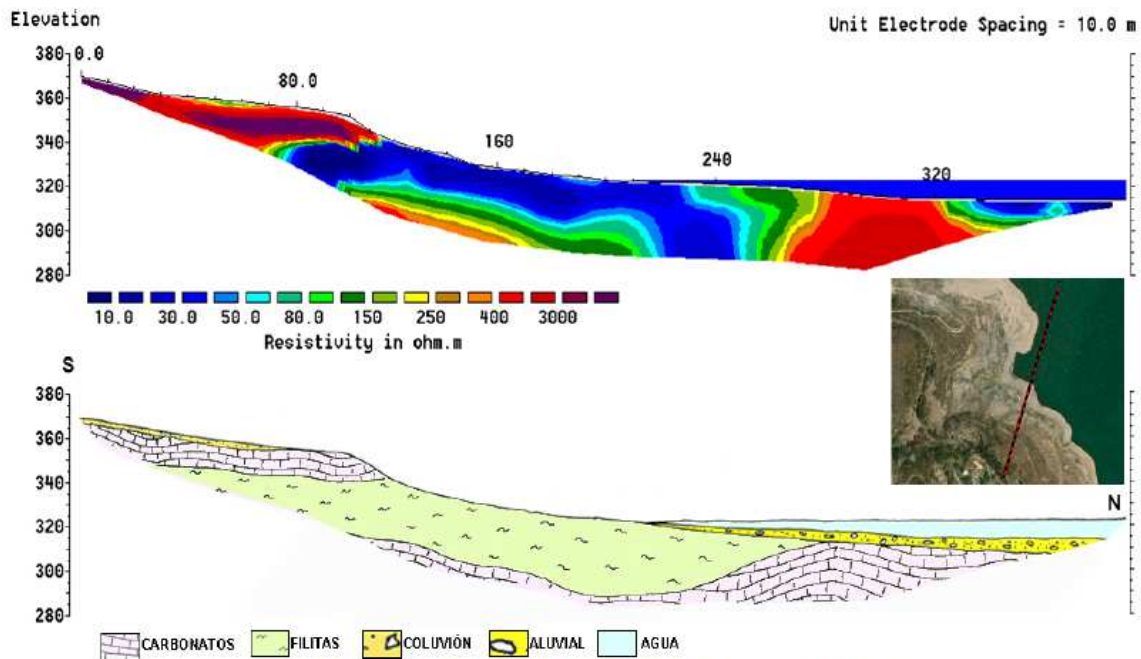 Elevation
Unit Electrode Spacing = 10.0 m
380 0.0
360
340
320
300
280
80.0
160
240
320
10.0 30.0 50.0 80.0 150 250 400 3000
Resistivity in ohm.m
S
N
380
360
340
320
300
280
CARBONATOS FILITAS COLUVIÓN ALUVIAL AGUA